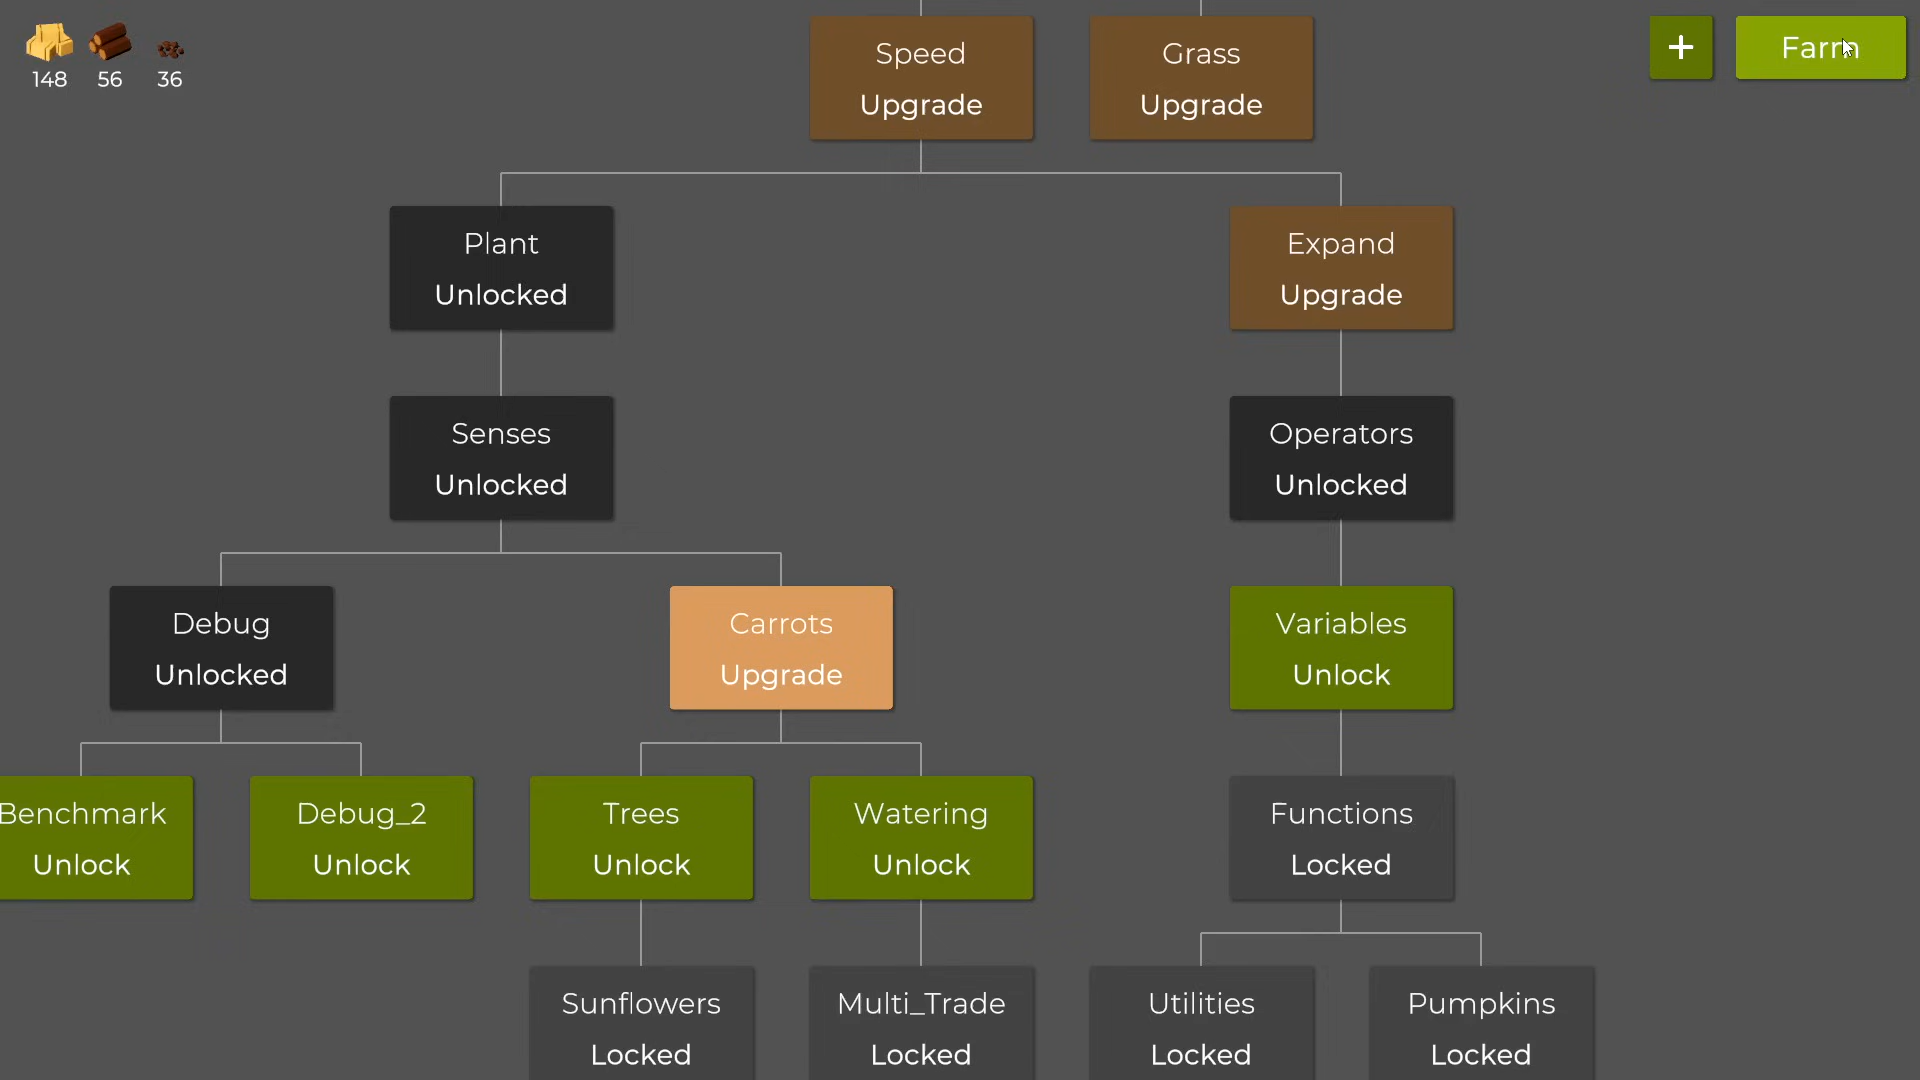 148 56 36
+ Farm
Speed
Upgrade
Grass
Upgrade
Plant
Unlocked
Expand
Upgrade
Senses
Unlocked
Operators
Unlocked
Debug
Unlocked
Carrots
Upgrade
Variables
Unlock
Benchmark
Unlock
Debug_2
Unlock
Trees
Unlock
Watering
Unlock
Functions
Locked
Sunflowers
Locked
Multi_Trade
Locked
Utilities
Locked
Pumpkins
Locked